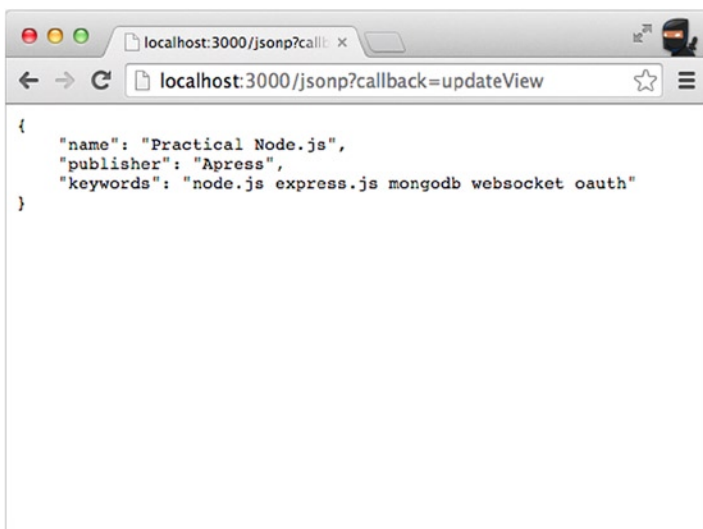 localhost:3000/jsonp?callb
localhost:3000/jsonp?callback=updateView
{
    "name": "Practical Node.js",
    "publisher": "Apress",
    "keywords": "node.js express.js mongodb websocket oauth"
}